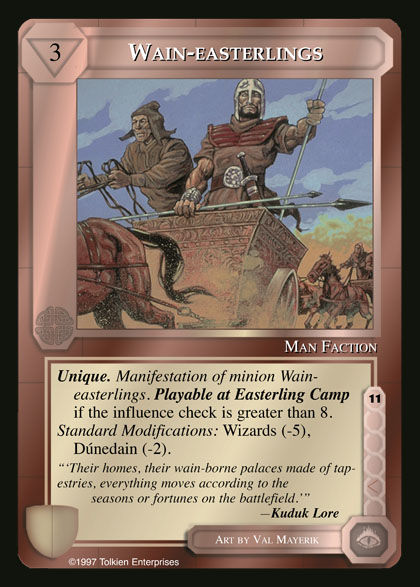 3
WAIN-EASTERLINGS
MAN FACTION
Unique. Manifestation of minion Wain-
easterlings. Playable at Easterling Camp
if the influence check is greater than 8.
Standard Modifications: Wizards (-5),
Dúnedain (-2).
"'Their homes, their wain-borne palaces made of tap-
estries, everything moves according to the
seasons or fortunes on the battlefield.'"
—Kuduk Lore
11
ART BY VAL MAYERIK
©1997 Tolkien Enterprises